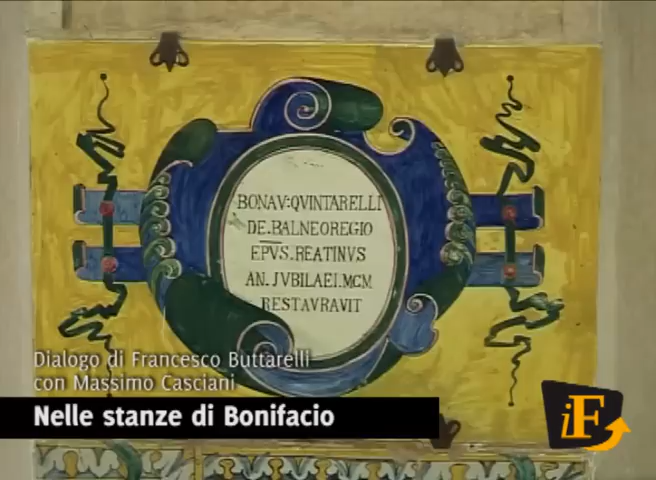 BONAV:QVINTARELLI
DE.BALNEOREGIO
EPVS.REATINVS
AN.JVBILAEI.MCM
RESTAVRAVIT
Dialogo di Francesco Buttarelli
con Massimo Casciani
Nelle stanze di Bonifacio
iF